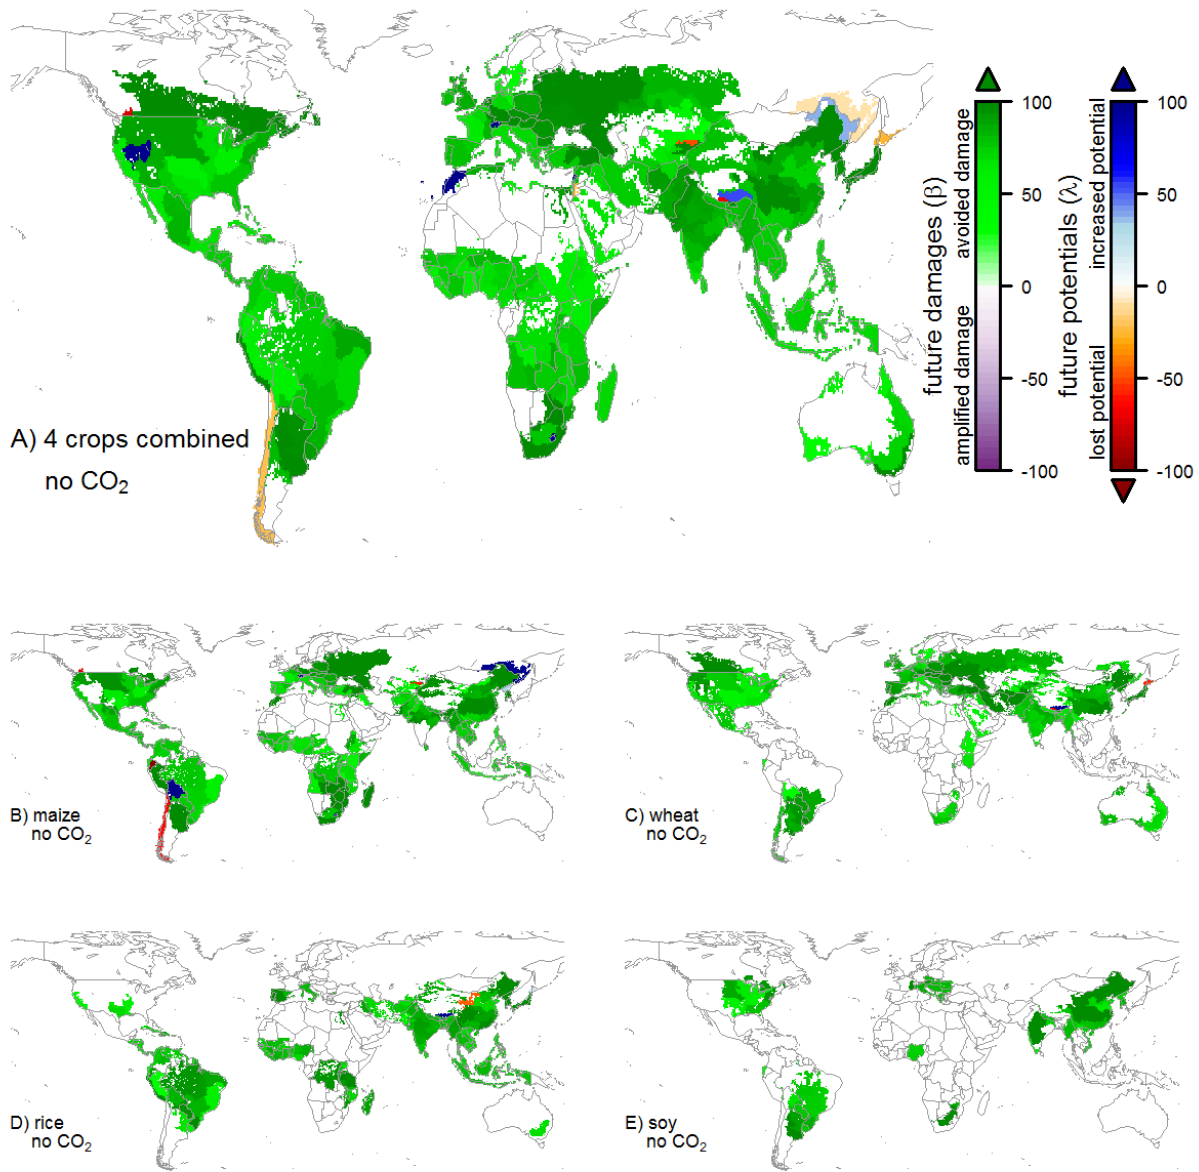 A) 4 crops combined
no CO₂
future damages (β)
amplified damage
avoided damage
100
50
0
-50
-100
future potentials (λ)
lost potential
increased potential
100
50
0
-50
-100
B) maize
no CO₂
C) wheat
no CO₂
D) rice
no CO₂
E) soy
no CO₂